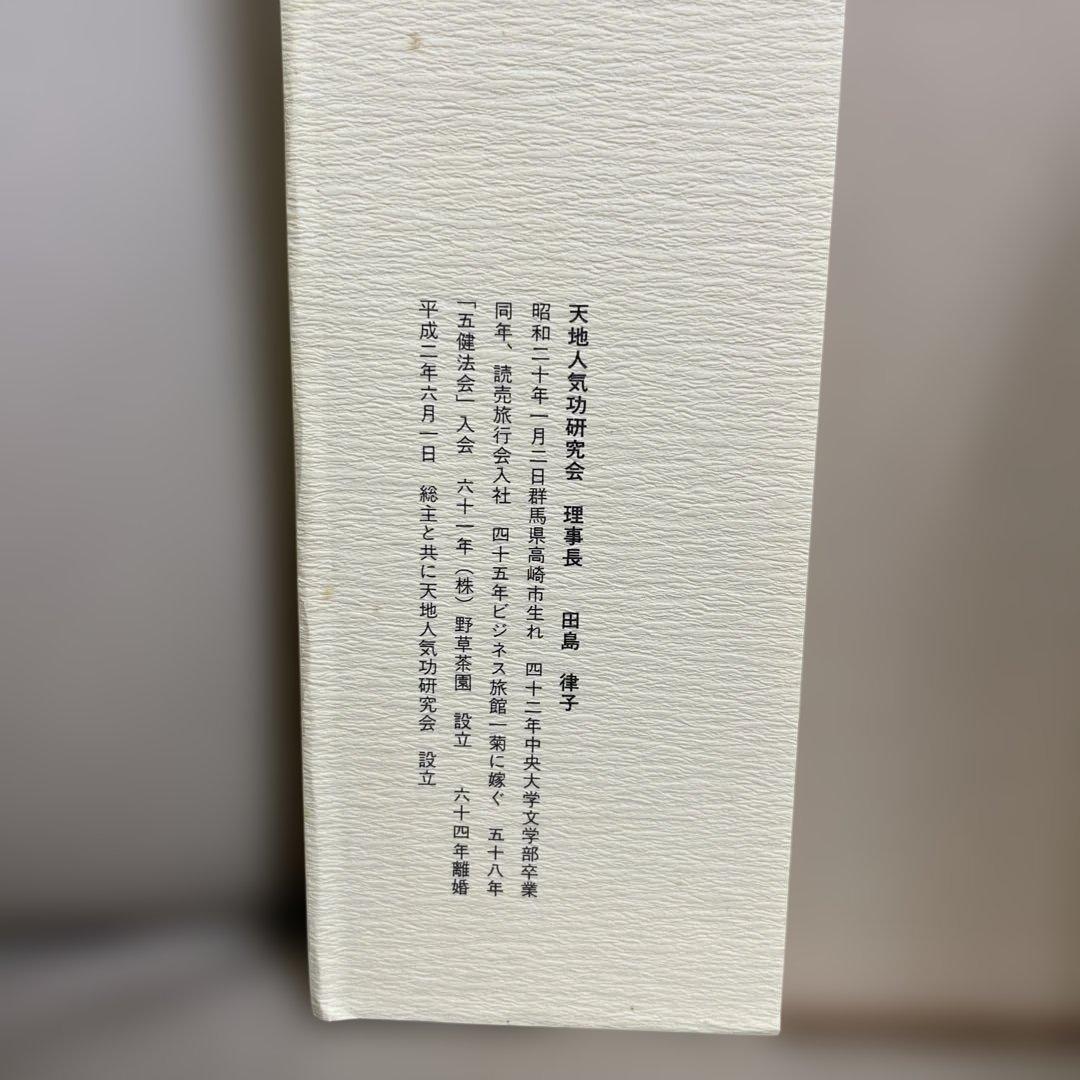 天地人気功研究会　理事長　田島　律子
昭和二十年一月二日群馬県高崎市生れ　四十二年中央大学文学部卒業
同年、読売旅行会入社　四十五年ビジネス旅館一菊に嫁ぐ　五十八年
「五健法会」入会　六十一年（株）野草茶園　設立　六十四年離婚
平成二年六月一日　総主と共に天地人気功研究会　設立